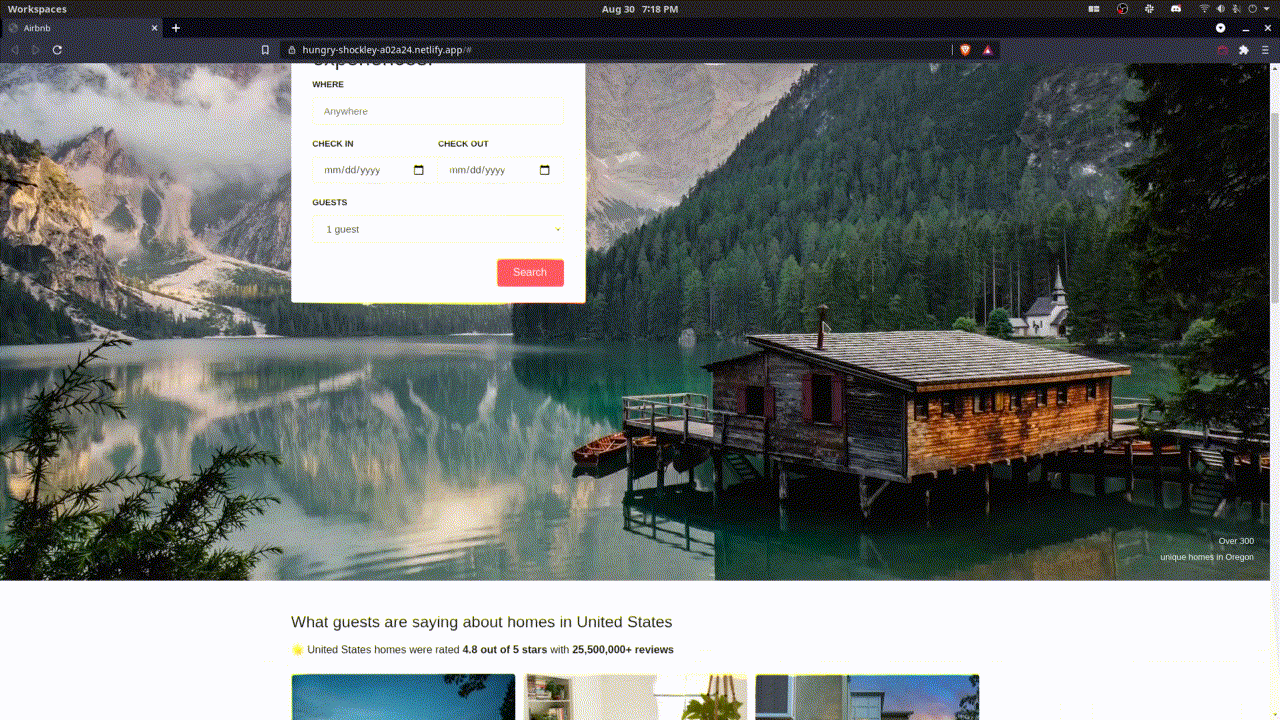 Workspaces
Aug 30 7:18 PM
Airbnb
hungry-shockley-a02a24.netlify.app/#
experiences.
WHERE
Anywhere
CHECK IN
CHECK OUT
mm/dd/yyyy
mm/dd/yyyy
GUESTS
1 guest
Search
Over 300
unique homes in Oregon
What guests are saying about homes in United States
United States homes were rated 4.8 out of 5 stars with 25,500,000+ reviews